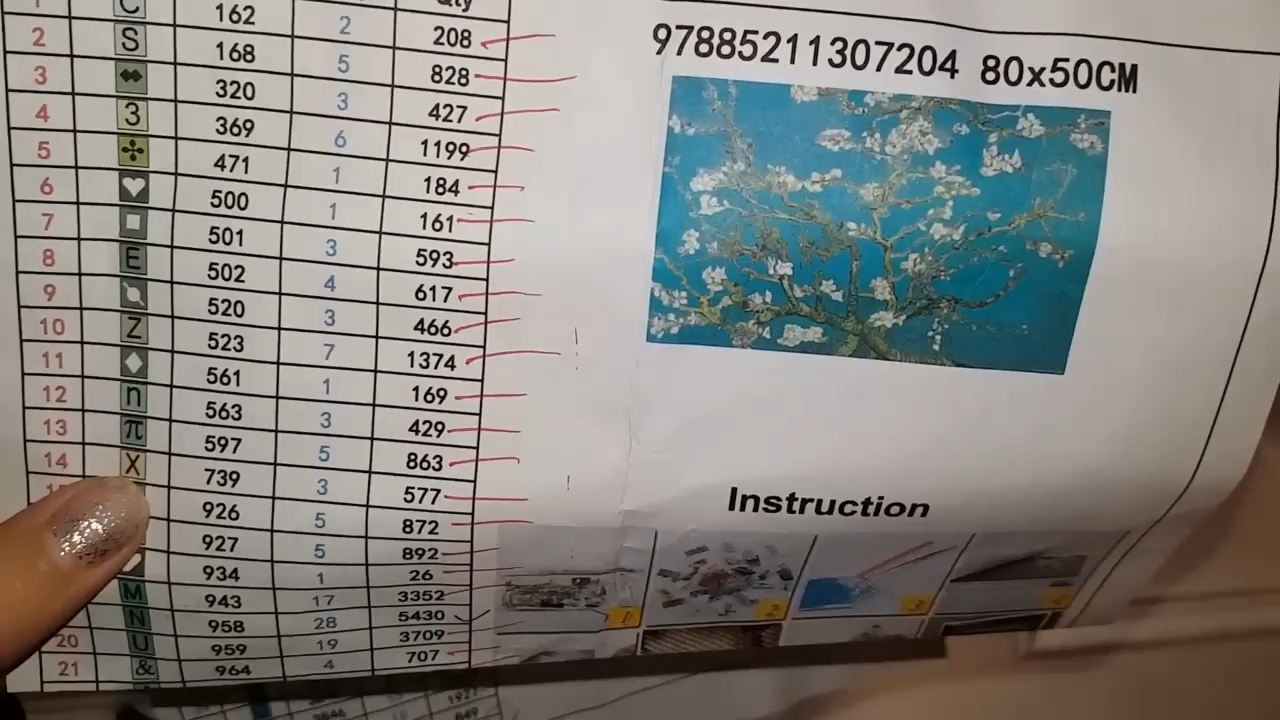 Qty
1 C 162 2 208
2 S 168 5 828
3 320 3 427
4 3 369 6 1199
5 471 1 184
6 500 1 161
7 501 3 593
8 E 502 4 617
9 520 3 466
10 Z 523 7 1374
11 561 1 169
12 n 563 3 429
13 π 597 5 863
14 X 739 3 577
926 5 872
927 5 892
934 1 26
M 943 17 3352
N 958 28 5430
20 U 959 19 3709
21 & 964 4 707
97885211307204 80x50CM
Instruction